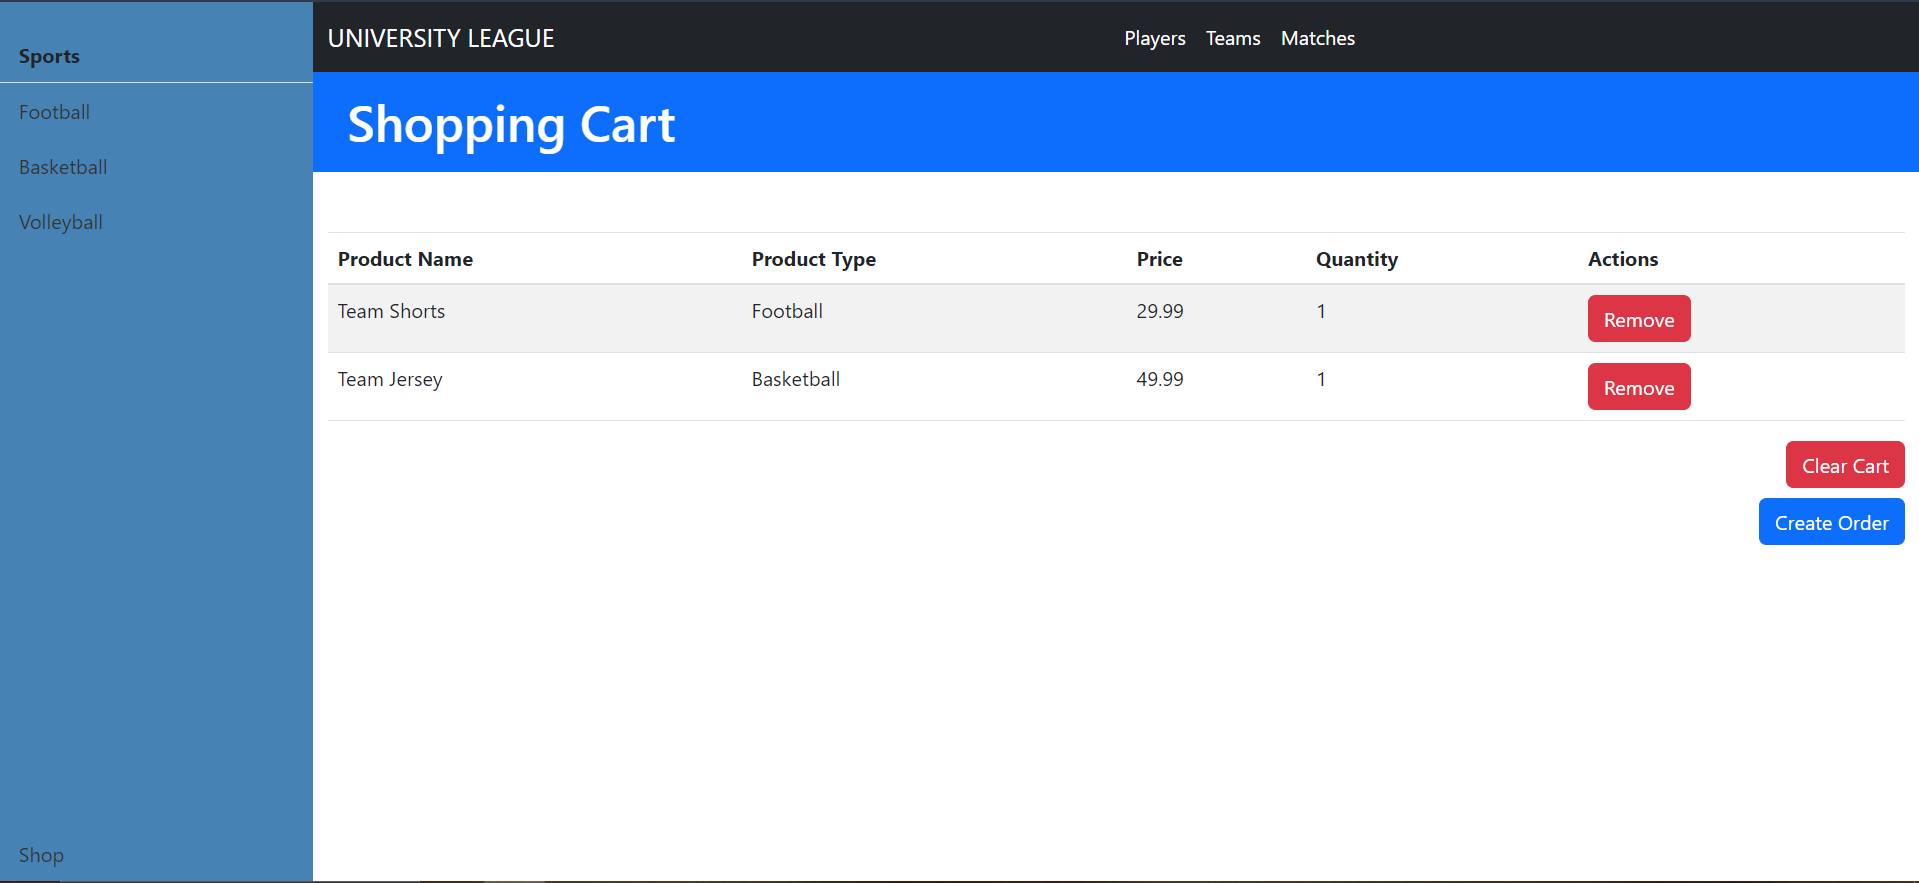 Sports
Football
Basketball
Volleyball
Shop
UNIVERSITY LEAGUE Players Teams Matches
Shopping Cart
Product Name Product Type Price Quantity Actions
Team Shorts Football 29.99 1 Remove
Team Jersey Basketball 49.99 1 Remove
Clear Cart
Create Order